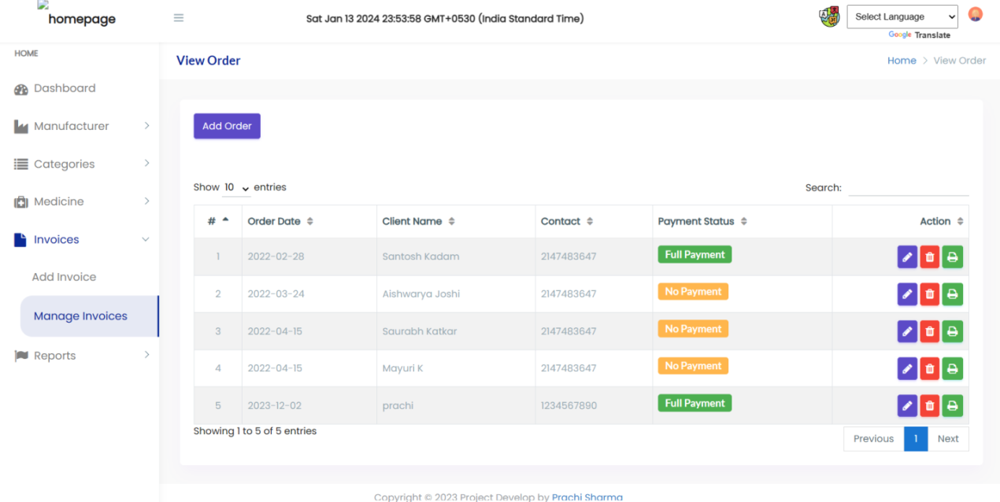 homepage
Sat Jan 13 2024 23:53:58 GMT+0530 (India Standard Time)
Select Language
Google Translate
HOME
View Order
Home > View Order
Dashboard
Manufacturer
Categories
Medicine
Invoices
Add Invoice
Manage Invoices
Reports
Add Order
Show 10 entries
Search:
# Order Date Client Name Contact Payment Status Action
1 2022-02-28 Santosh Kadam 2147483647 Full Payment
2 2022-03-24 Aishwarya Joshi 2147483647 No Payment
3 2022-04-15 Saurabh Katkar 2147483647 No Payment
4 2022-04-15 Mayuri K 2147483647 No Payment
5 2023-12-02 prachi 1234567890 Full Payment
Showing 1 to 5 of 5 entries
Previous 1 Next
Copyright © 2023 Project Develop by Prachi Sharma